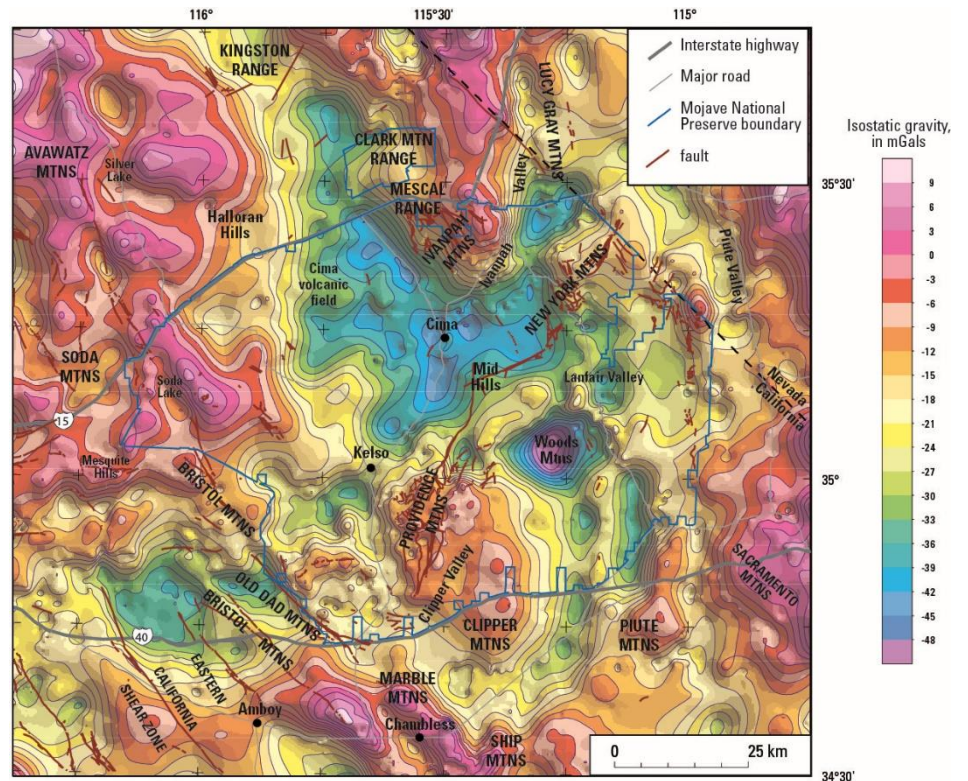 116°
115°30'
115°
KINGSTON
RANGE
LUCY GRAY MTNS
Interstate highway
Major road
Mojave National
Preserve boundary
fault
Isostatic gravity,
in mGals
9
6
3
0
-3
-6
-9
-12
-15
-18
-21
-24
-27
-30
-33
-36
-39
-42
-45
-48
AVAWATZ
MTNS
Silver
Lake
CLARK MTN
RANGE
MESCAL
RANGE
Valley
35°30'
Halloran
Hills
IVANPAH
MTNS
Ivanpah
Piute Valley
Cima
volcanic
field
NEW YORK MTNS
Cima
SODA
MTNS
Soda
Lake
Mid
Hills
Lanfair Valley
Nevada
California
15
Woods
Mtns
Kelso
Mesquite
Hills
BRISTOL MTNS
35°
PROVIDENCE
MTNS
Clipper Valley
SACRAMENTO
MTNS
OLD DAD MTNS
BRISTOL MTNS
40
CLIPPER
MTNS
PIUTE
MTNS
EASTERN
CALIFORNIA
SHEAR ZONE
MARBLE
MTNS
Amboy
Chambless
SHIP
MTNS
0 25 km
34°30'